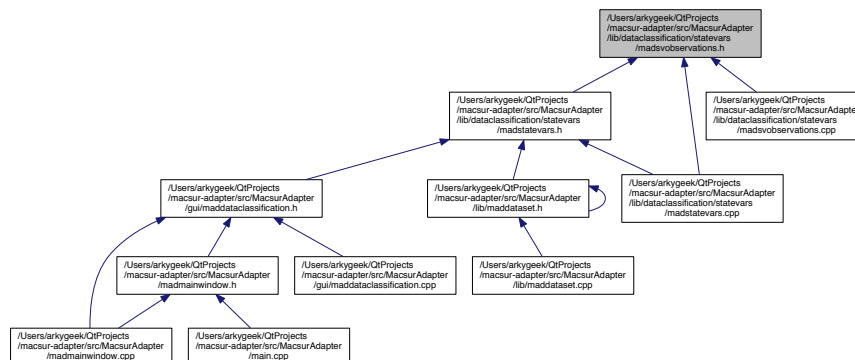 /Users/arkygeek/QtProjects
/macsur-adapter/src/MacsurAdapter
/lib/dataclassification/statevars
/madsvobservations.h
/Users/arkygeek/QtProjects
/macsur-adapter/src/MacsurAdapter
/lib/dataclassification/statevars
/madstatevars.h
/Users/arkygeek/QtProjects
/macsur-adapter/src/MacsurAdapter
/lib/dataclassification/statevars
/madsvobservations.cpp
/Users/arkygeek/QtProjects
/macsur-adapter/src/MacsurAdapter
/gui/maddataclassification.h
/Users/arkygeek/QtProjects
/macsur-adapter/src/MacsurAdapter
/lib/maddataset.h
/Users/arkygeek/QtProjects
/macsur-adapter/src/MacsurAdapter
/lib/dataclassification/statevars
/madstatevars.cpp
/Users/arkygeek/QtProjects
/macsur-adapter/src/MacsurAdapter
/madmainwindow.h
/Users/arkygeek/QtProjects
/macsur-adapter/src/MacsurAdapter
/gui/maddataclassification.cpp
/Users/arkygeek/QtProjects
/macsur-adapter/src/MacsurAdapter
/lib/maddataset.cpp
/Users/arkygeek/QtProjects
/macsur-adapter/src/MacsurAdapter
/madmainwindow.cpp
/Users/arkygeek/QtProjects
/macsur-adapter/src/MacsurAdapter
/main.cpp